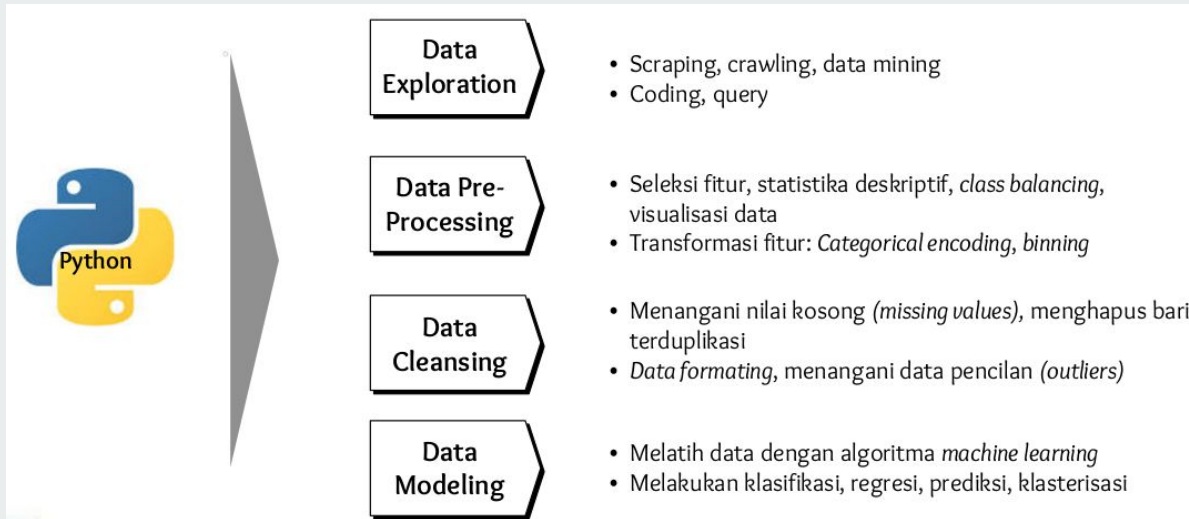 Python
Data
Exploration
• Scraping, crawling, data mining
• Coding, query
Data Pre-
Processing
• Seleksi fitur, statistika deskriptif, class balancing,
visualisasi data
• Transformasi fitur: Categorical encoding, binning
Data
Cleansing
• Menangani nilai kosong (missing values), menghapus bari
terduplikasi
• Data formating, menangani data pencilan (outliers)
Data
Modeling
• Melatih data dengan algoritma machine learning
• Melakukan klasifikasi, regresi, prediksi, klasterisasi